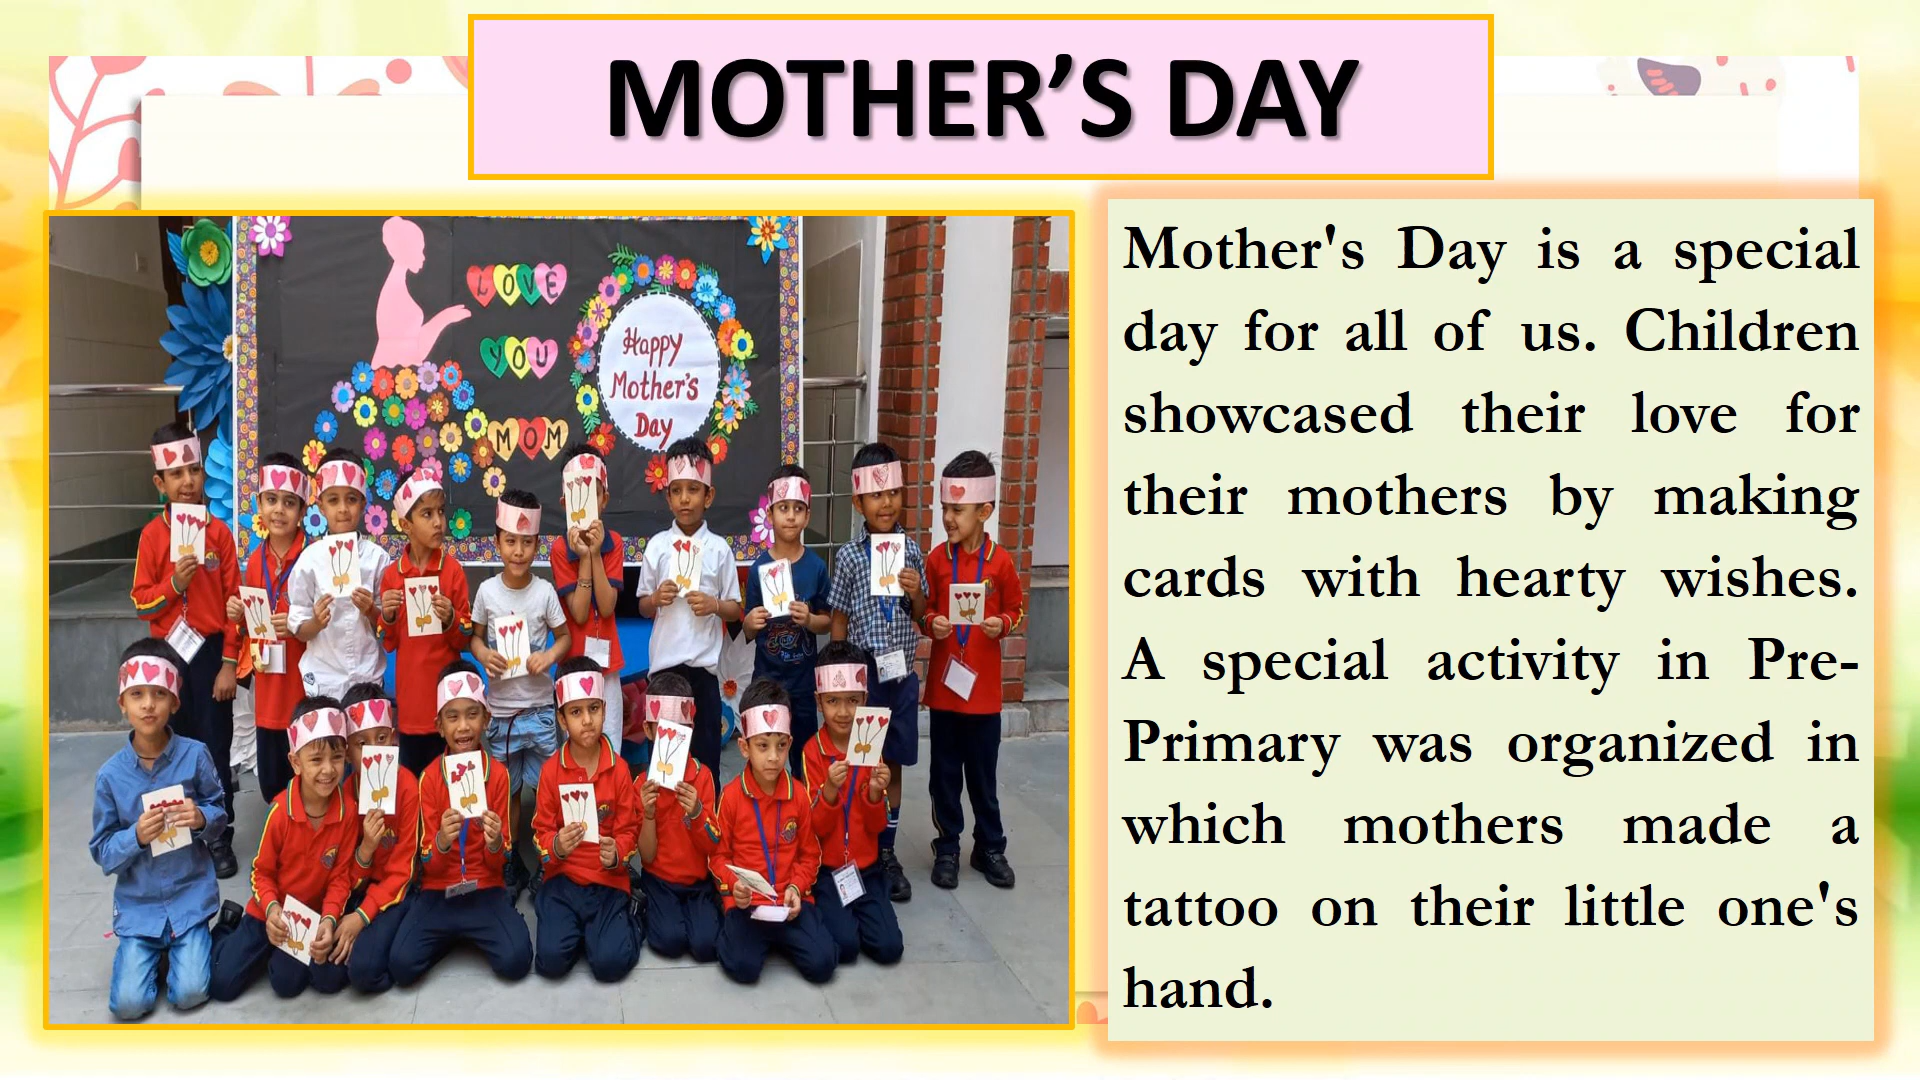 MOTHER’S DAY
LOVE
YOU
MOM
Happy
Mother's
Day
Mother's Day is a special
day for all of us. Children
showcased their love for
their mothers by making
cards with hearty wishes.
A special activity in Pre-
Primary was organized in
which mothers made a
tattoo on their little one's
hand.